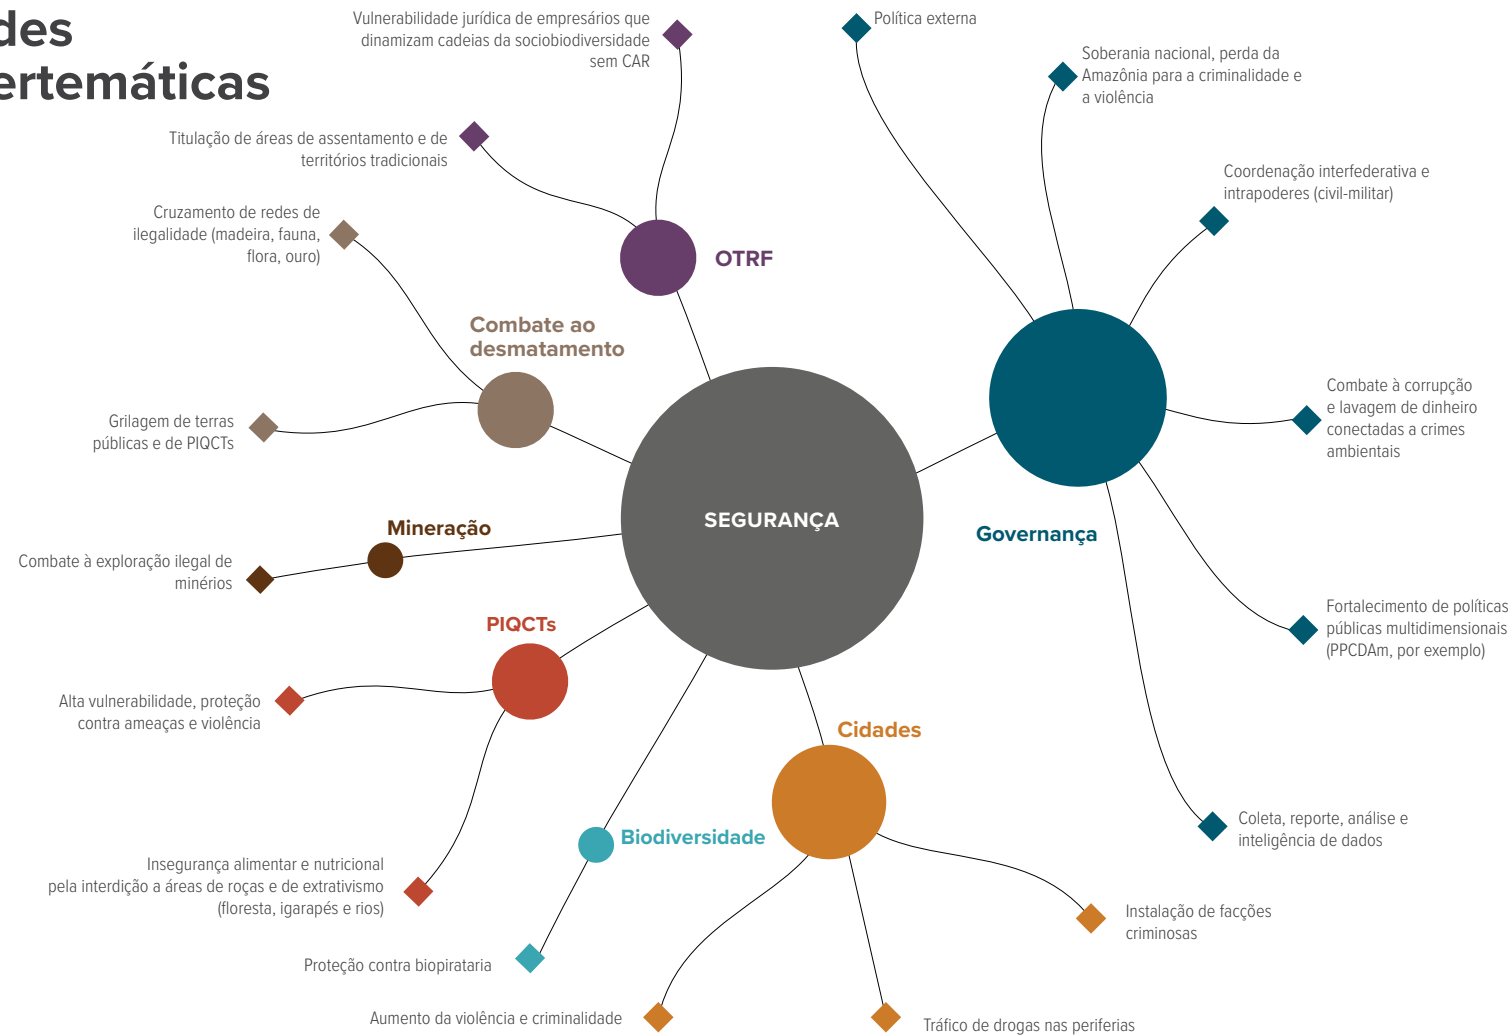 des
ertemáticas
Vulnerabilidade jurídica de empresários que
dinamizam cadeias da sociobiodiversidade
sem CAR
Política externa
Soberania nacional, perda da
Amazônia para a criminalidade e
a violência
Titulação de áreas de assentamento e de
territórios tradicionais
Coordenação interfederativa e
intrapoderes (civil-militar)
Cruzamento de redes de
ilegalidade (madeira, fauna,
flora, ouro)
OTRF
Combate ao
desmatamento
Grilagem de terras
públicas e de PIQCTs
Combate à corrupção
e lavagem de dinheiro
conectadas a crimes
ambientais
SEGURANÇA
Governança
Mineração
Combate à exploração ilegal de
minérios
PIQCTs
Fortalecimento de políticas
públicas multidimensionais
(PPCDAm, por exemplo)
Alta vulnerabilidade, proteção
contra ameaças e violência
Cidades
Biodiversidade
Coleta, reporte, análise e
inteligência de dados
Insegurança alimentar e nutricional
pela interdição a áreas de roças e de extrativismo
(floresta, igarapés e rios)
Instalação de facções
criminosas
Proteção contra biopirataria
Aumento da violência e criminalidade
Tráfico de drogas nas periferias